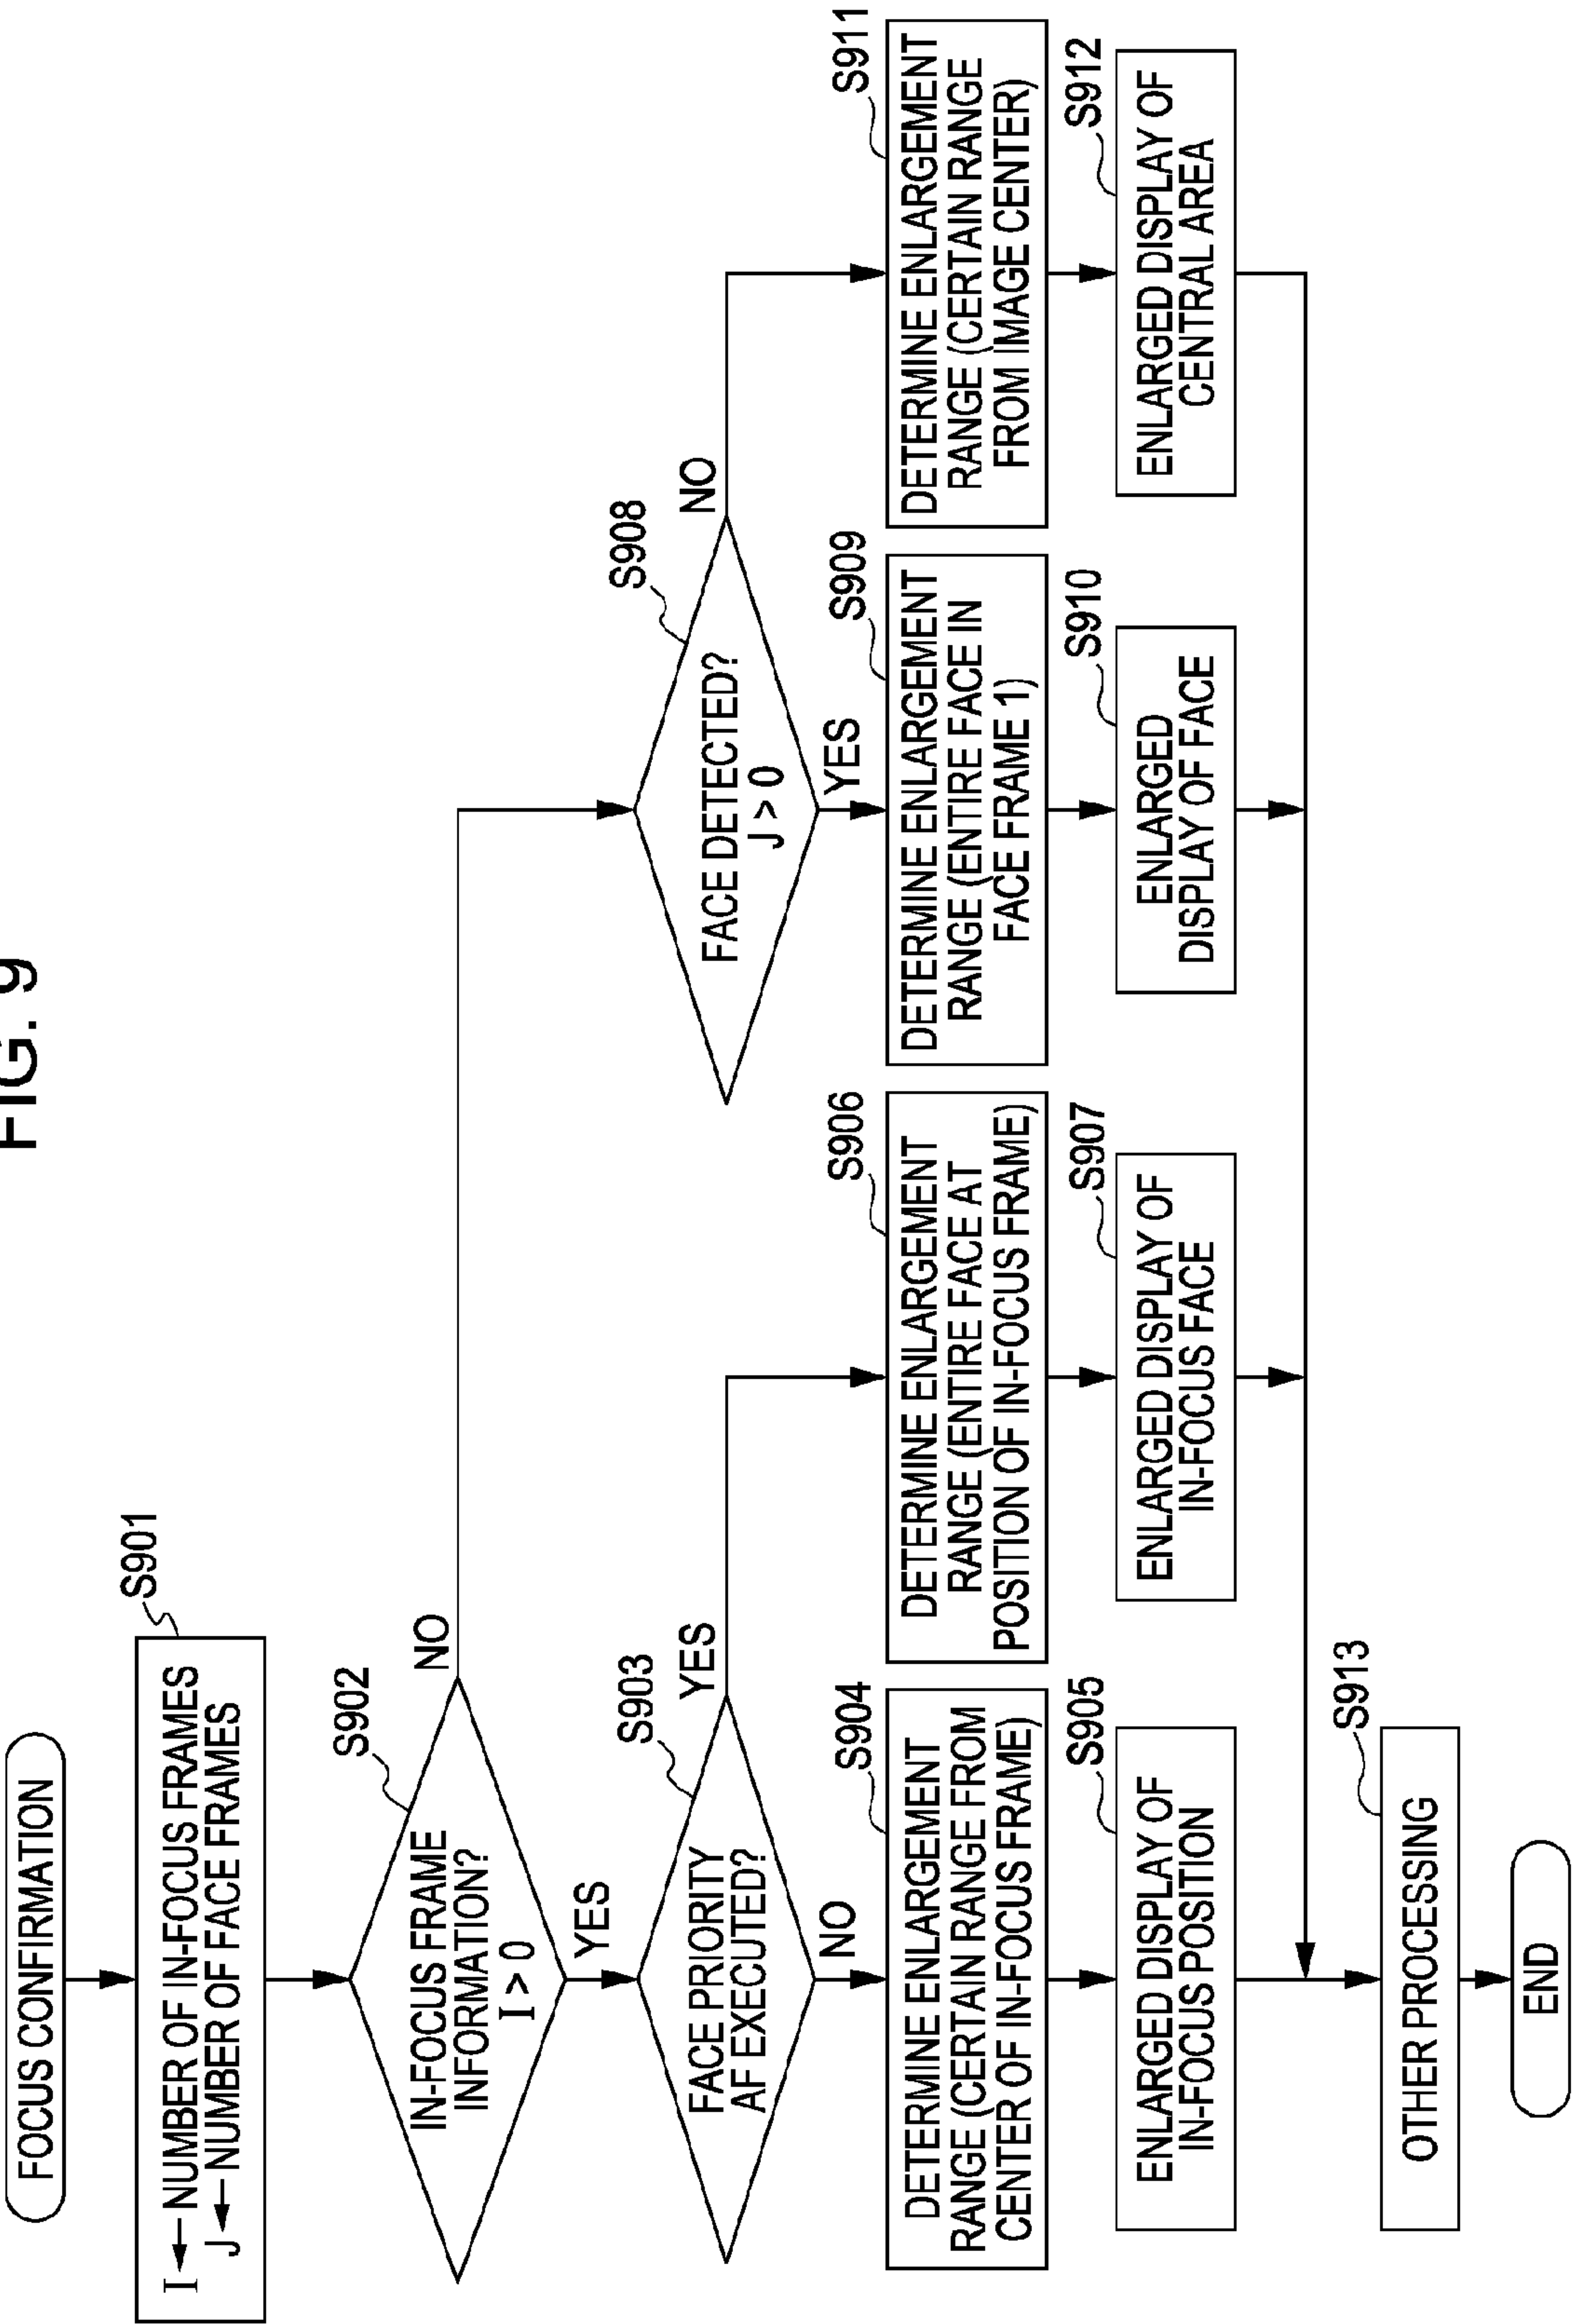 FIG. 9
FOCUS CONFIRMATION
S901
I ← NUMBER OF IN-FOCUS FRAMES
J ← NUMBER OF FACE FRAMES
S902
IN-FOCUS FRAME
INFORMATION?
I > 0
NO
YES
S903
FACE PRIORITY
AF EXECUTED?
YES
NO
S908
FACE DETECTED?
J > 0
NO
YES
S904
DETERMINE ENLARGEMENT
RANGE (CERTAIN RANGE FROM
CENTER OF IN-FOCUS FRAME)
S905
ENLARGED DISPLAY OF
IN-FOCUS POSITION
S906
DETERMINE ENLARGEMENT
RANGE (ENTIRE FACE AT
POSITION OF IN-FOCUS FRAME)
S907
ENLARGED DISPLAY OF
IN-FOCUS FACE
S909
DETERMINE ENLARGEMENT
RANGE (ENTIRE FACE IN
FACE FRAME 1)
S910
ENLARGED
DISPLAY OF FACE
S911
DETERMINE ENLARGEMENT
RANGE (CERTAIN RANGE
FROM IMAGE CENTER)
S912
ENLARGED DISPLAY OF
CENTRAL AREA
S913
OTHER PROCESSING
END